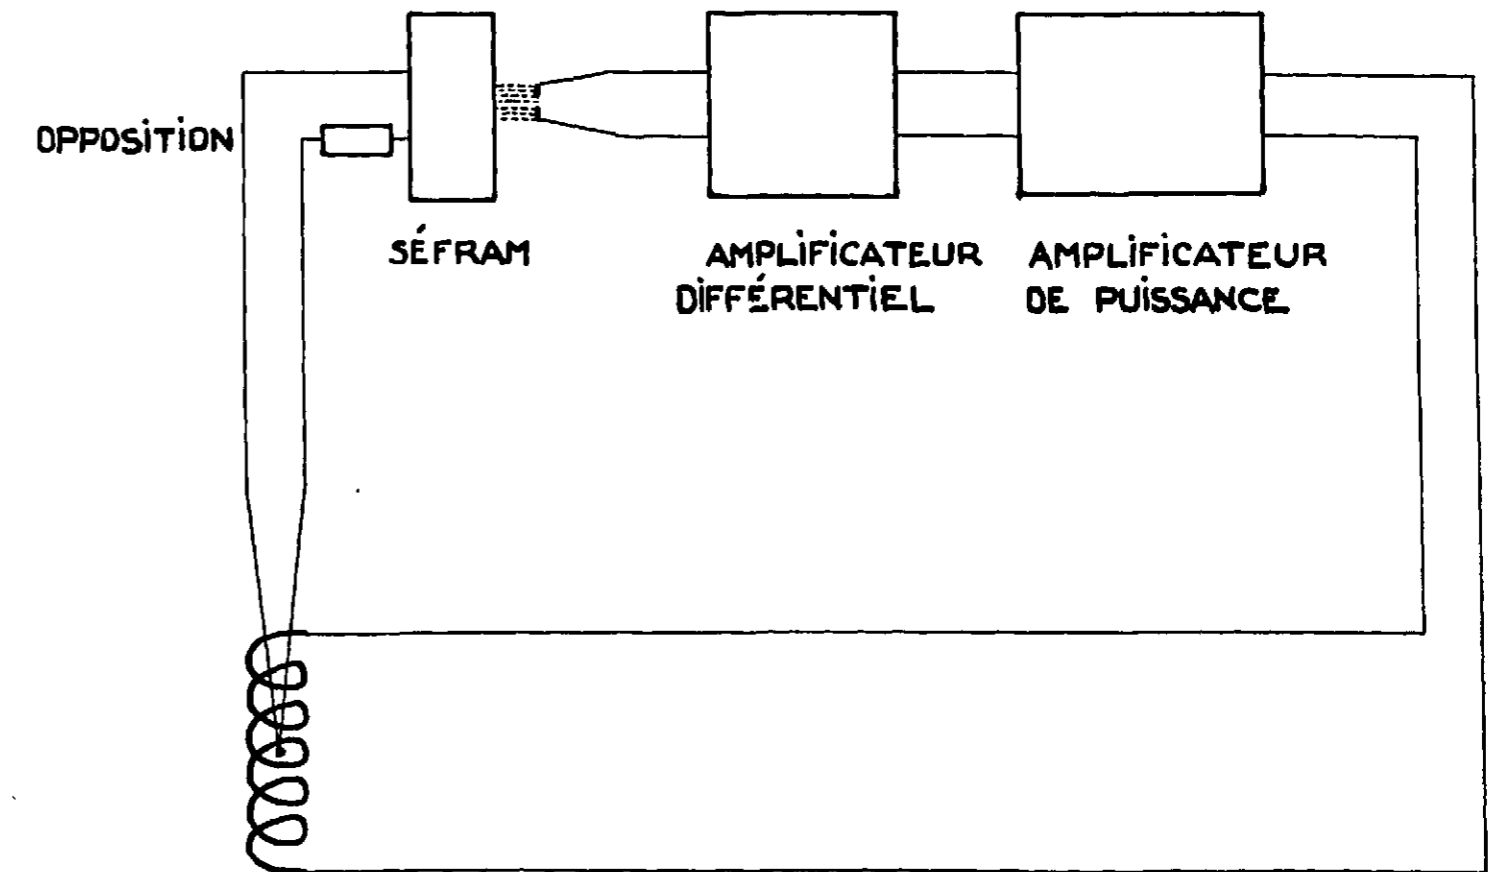 OPPOSITION
SÉFRAM
AMPLIFICATEUR
DIFFÉRENTIEL
AMPLIFICATEUR
DE PUISSANCE